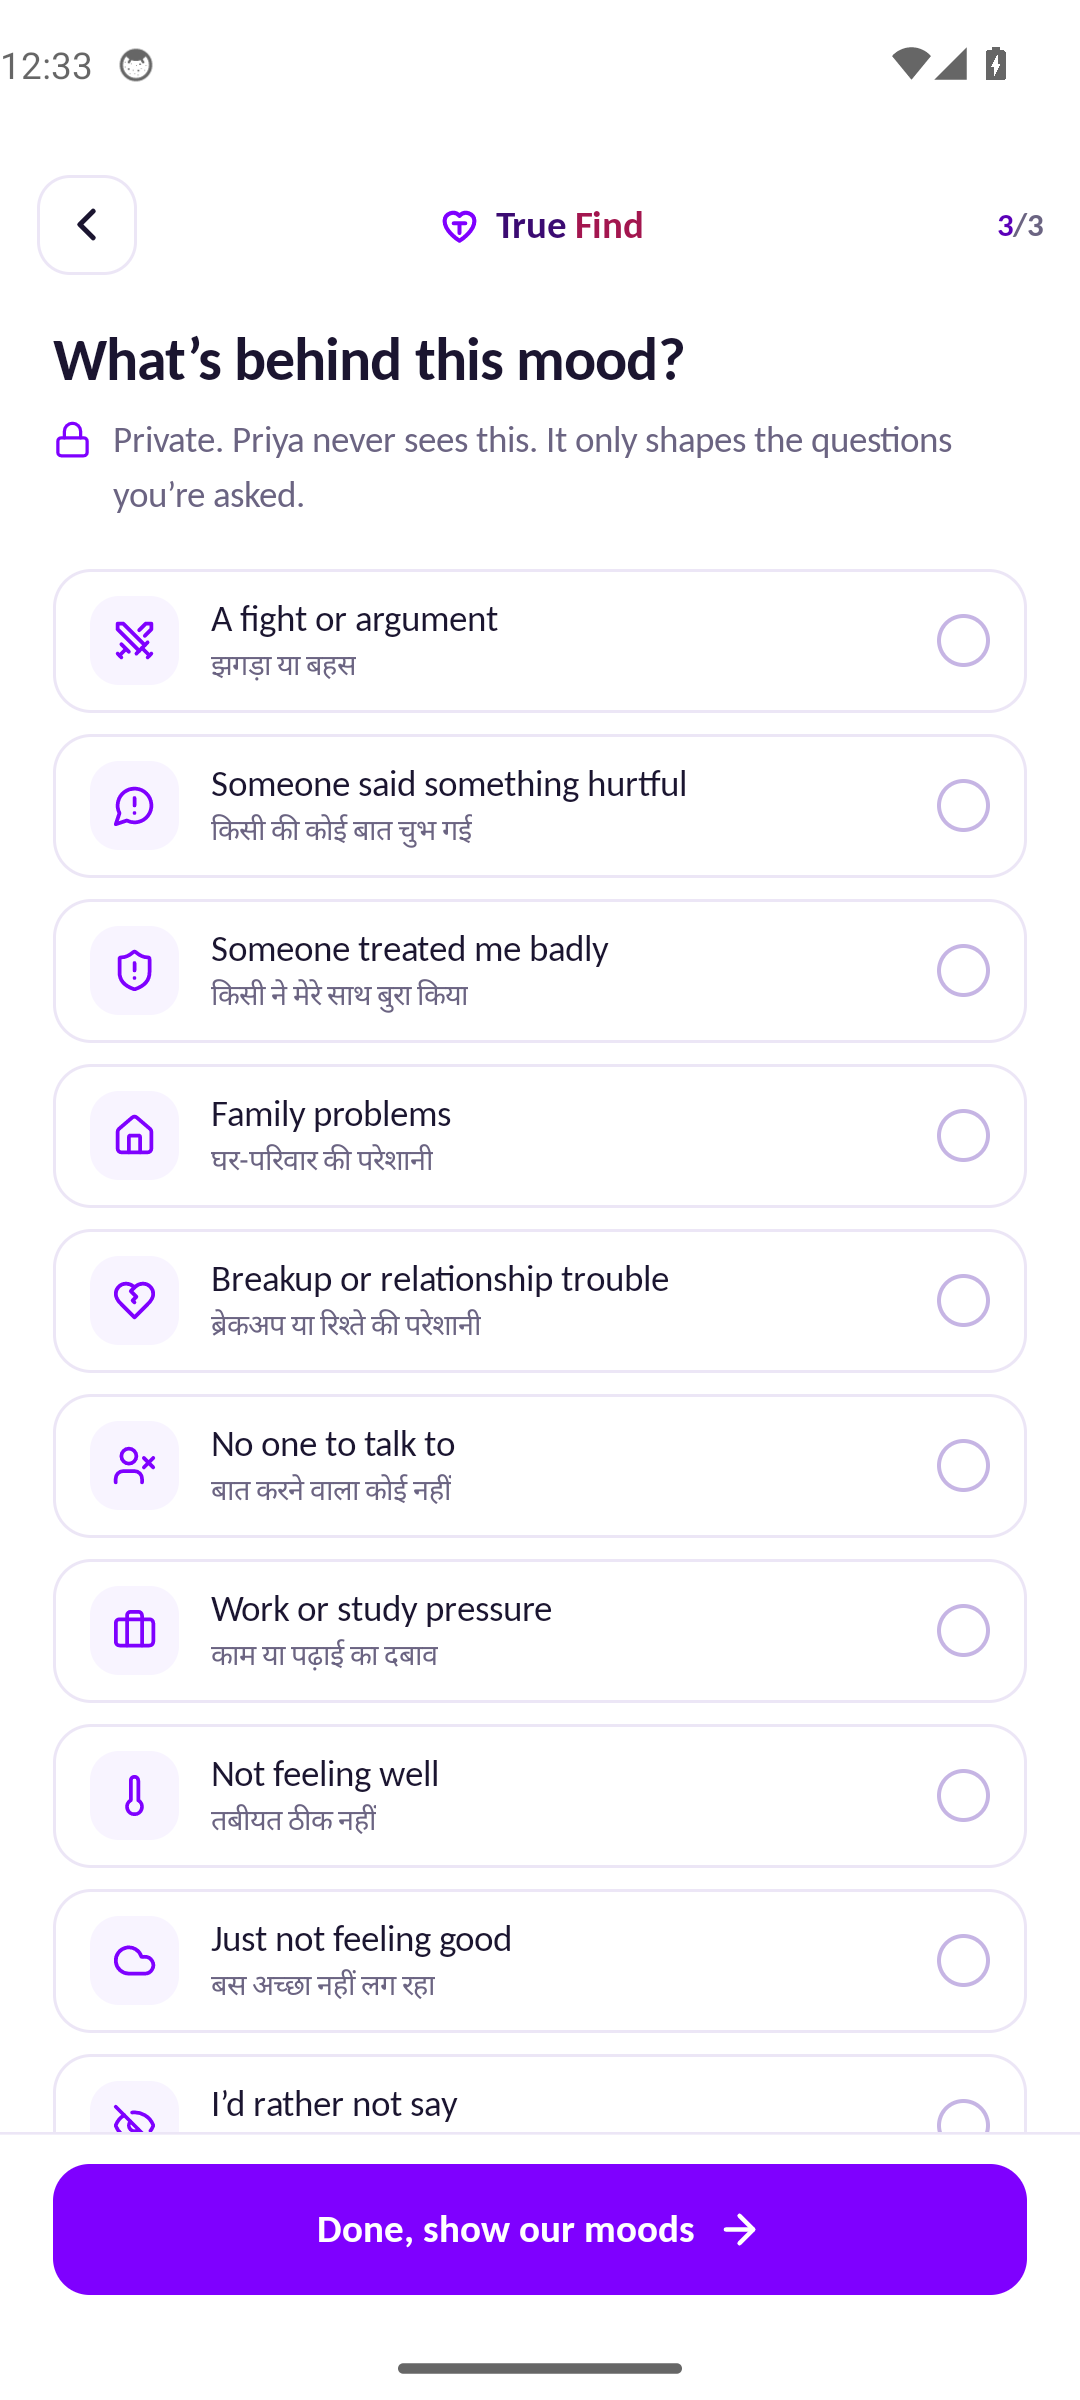 12:33
True Find
3/3
What’s behind this mood?
Private. Priya never sees this. It only shapes the questions
you’re asked.
A fight or argument
झगड़ा या बहस
Someone said something hurtful
किसी की कोई बात चुभ गई
Someone treated me badly
किसी ने मेरे साथ बुरा किया
Family problems
घर-परिवार की परेशानी
Breakup or relationship trouble
ब्रेकअप या रिश्ते की परेशानी
No one to talk to
बात करने वाला कोई नहीं
Work or study pressure
काम या पढ़ाई का दबाव
Not feeling well
तबीयत ठीक नहीं
Just not feeling good
बस अच्छा नहीं लग रहा
I’d rather not say
Done, show our moods